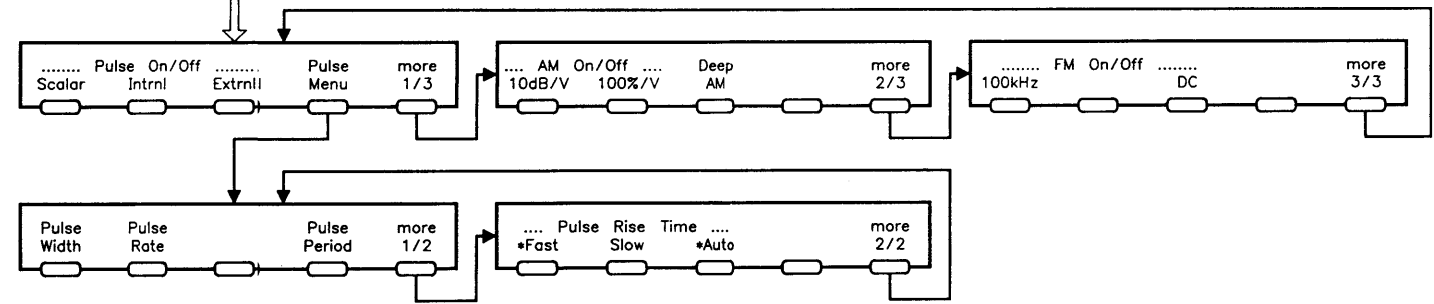 ........ Pulse On/Off ........
Scalar Intrnl Extrnll
Pulse
Menu
more
1/3
.... AM On/Off ....
10dB/V 100%/V
Deep
AM
more
2/3
........ FM On/Off ........
100kHz DC
more
3/3
Pulse
Width
Pulse
Rate
Pulse
Period
more
1/2
.... Pulse Rise Time ....
*Fast Slow *Auto
more
2/2